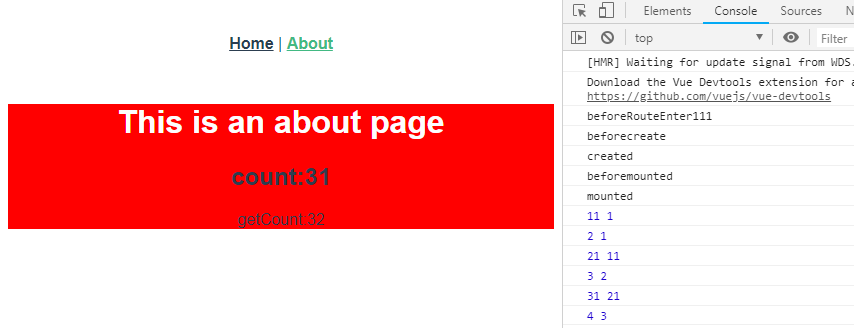 Home | About
This is an about page
count:31
getCount:32
Elements Console Sources N
top ▼ Filter
[HMR] Waiting for update signal from WDS.
Download the Vue Devtools extension for a
https://github.com/vuejs/vue-devtools
beforeRouteEnter111
beforecreate
created
beforemounted
mounted
11 1
2 1
21 11
3 2
31 21
4 3